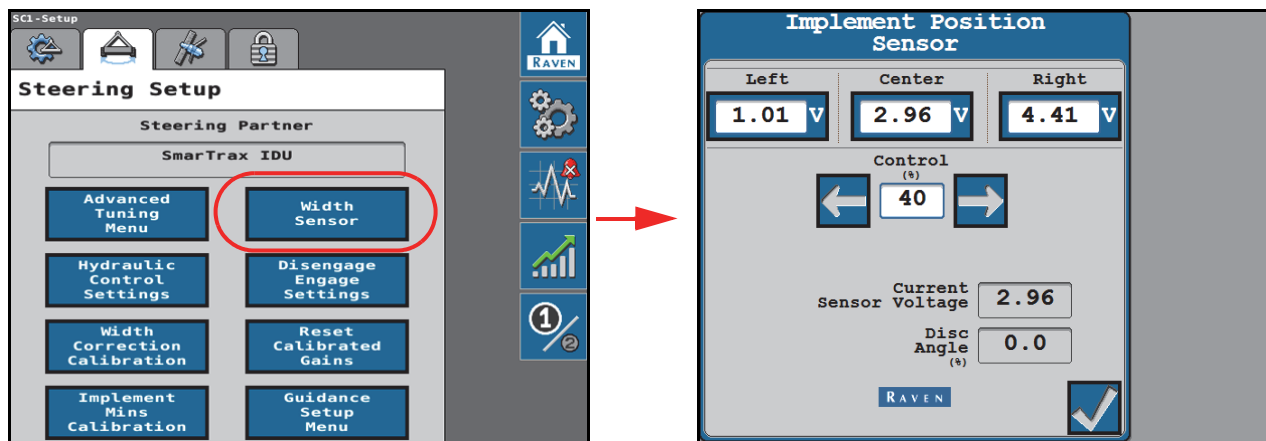 SC1-Setup
RAVEN
Steering Setup
Steering Partner
SmarTrax IDU
Advanced
Tuning
Menu
Width
Sensor
Hydraulic
Control
Settings
Disengage
Engage
Settings
Width
Correction
Calibration
Reset
Calibrated
Gains
Implement
Mins
Calibration
Guidance
Setup
Menu
1/2
Implement Position
Sensor
Left Center Right
1.01 V 2.96 V 4.41 V
Control
(%)
40
Current
Sensor Voltage 2.96
Disc
Angle
(%)
0.0
RAVEN